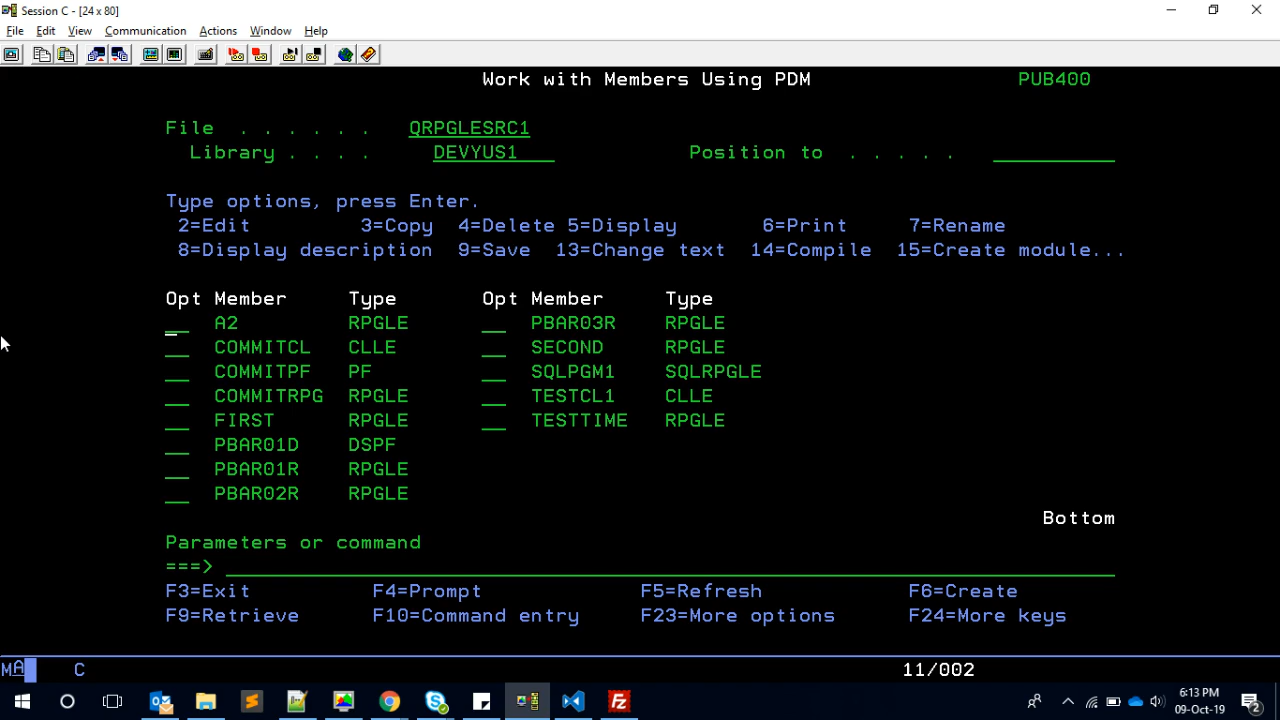 Session C - [24 x 80]
File Edit View Communication Actions Window Help
Work with Members Using PDM PUB400
File . . . . . . QRPGLESRC1
Library . . . . DEVYUS1 Position to . . . . .
Type options, press Enter.
2=Edit 3=Copy 4=Delete 5=Display 6=Print 7=Rename
8=Display description 9=Save 13=Change text 14=Compile 15=Create module...
Opt Member Type Opt Member Type
A2 RPGLE PBAR03R RPGLE
COMMITCL CLLE SECOND RPGLE
COMMITPF PF SQLPGM1 SQLRPGLE
COMMITRPG RPGLE TESTCL1 CLLE
FIRST RPGLE TESTTIME RPGLE
PBAR01D DSPF
PBAR01R RPGLE
PBAR02R RPGLE
Bottom
Parameters or command
===>
F3=Exit F4=Prompt F5=Refresh F6=Create
F9=Retrieve F10=Command entry F23=More options F24=More keys
MA C 11/002
6:13 PM
09-Oct-19
2